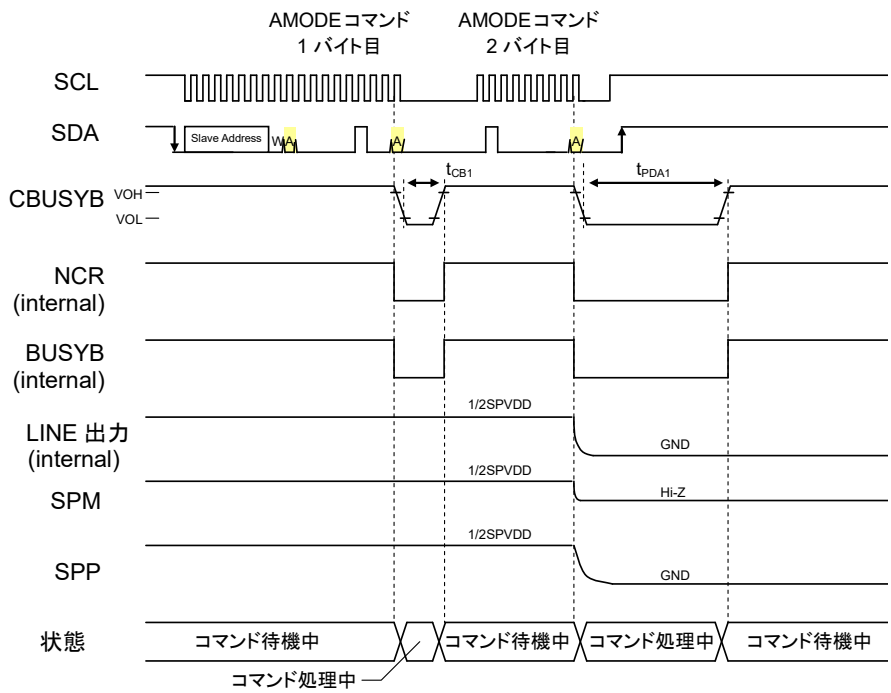 AMODEコマンド
1 バイト目
AMODEコマンド
2 バイト目
SCL
SDA
Slave Address
W
A
A
A
tCB1
tPDA1
CBUSYB
VOH
VOL
NCR
(internal)
BUSYB
(internal)
LINE 出力
(internal)
1/2SPVDD
GND
SPM
1/2SPVDD
Hi-Z
SPP
1/2SPVDD
GND
状態
コマンド待機中
コマンド待機中
コマンド処理中
コマンド待機中
コマンド処理中